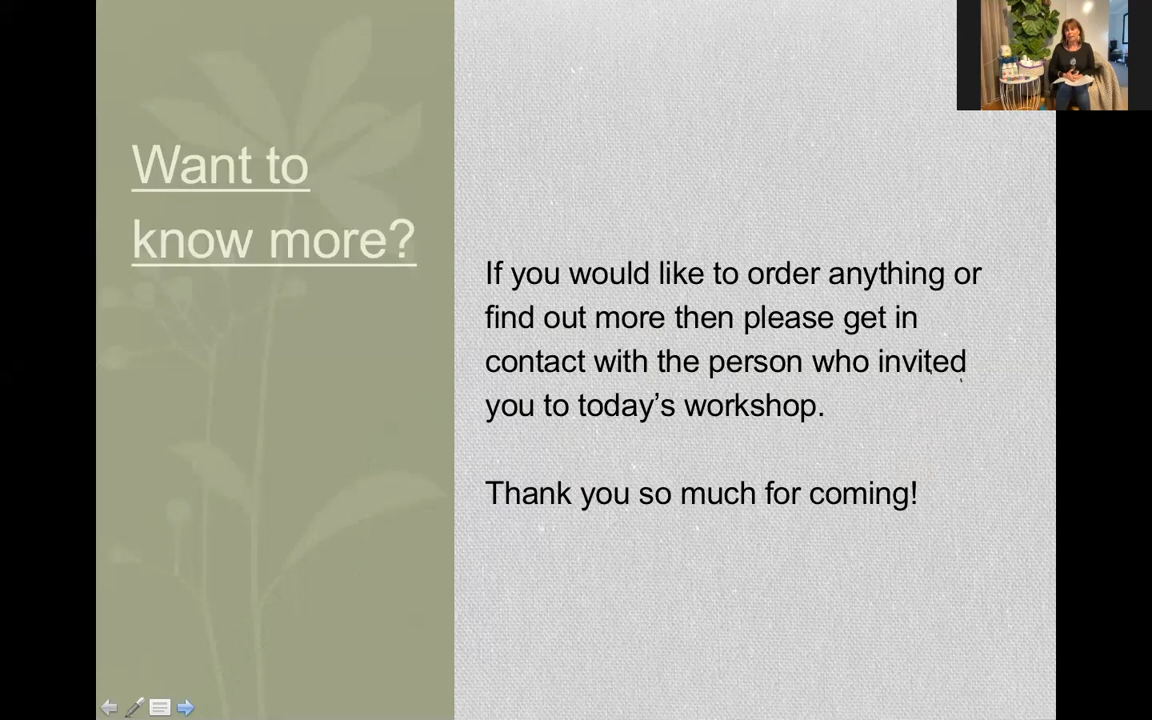 Want to
know more?
If you would like to order anything or
find out more then please get in
contact with the person who invited
you to today’s workshop.
Thank you so much for coming!